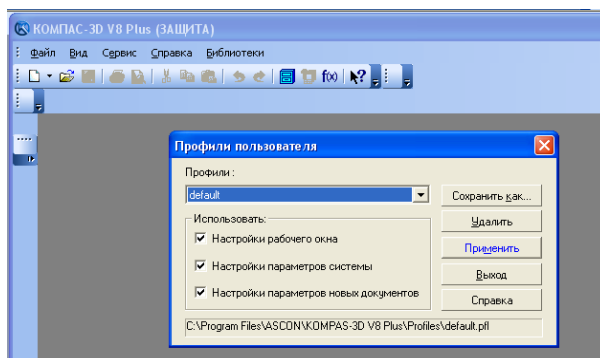 КОМПАС-3D V8 Plus (ЗАЩИТА)
Файл Вид Сервис Справка Библиотеки
f(x)
Профили пользователя
Профили :
default
Сохранить как...
Использовать:
Удалить
Настройки рабочего окна
Применить
Настройки параметров системы
Выход
Настройки параметров новых документов
Справка
C:\Program Files\ASCON\KOMPAS-3D V8 Plus\Profiles\default.pfl